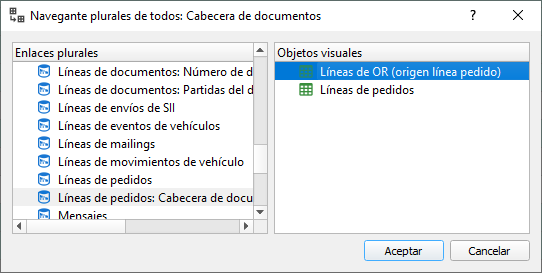 Navegante plurales de todos: Cabecera de documentos
Enlaces plurales
Líneas de documentos: Número de d
Líneas de documentos: Partidas del d
Líneas de envíos de SII
Líneas de eventos de vehículos
Líneas de mailings
Líneas de movimientos de vehículo
Líneas de pedidos
Líneas de pedidos: Cabecera de docu
Mensajes
Objetos visuales
Líneas de OR (origen línea pedido)
Líneas de pedidos
Aceptar
Cancelar